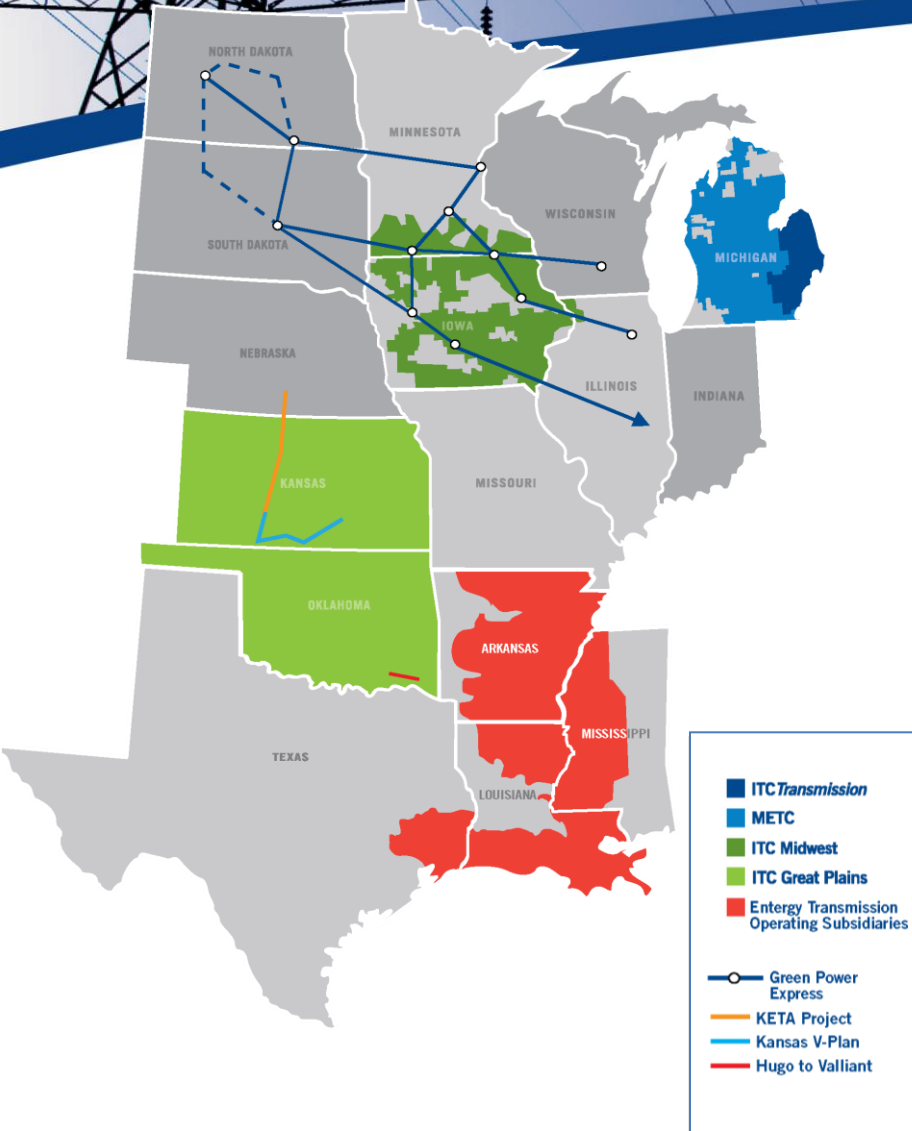 NORTH DAKOTA
MINNESOTA
WISCONSIN
SOUTH DAKOTA
MICHIGAN
IOWA
NEBRASKA
ILLINOIS
INDIANA
KANSAS
MISSOURI
OKLAHOMA
ARKANSAS
MISSISSIPPI
TEXAS
LOUISIANA
ITCTransmission
METC
ITC Midwest
ITC Great Plains
Entergy Transmission
Operating Subsidiaries
Green Power
Express
KETA Project
Kansas V-Plan
Hugo to Valliant